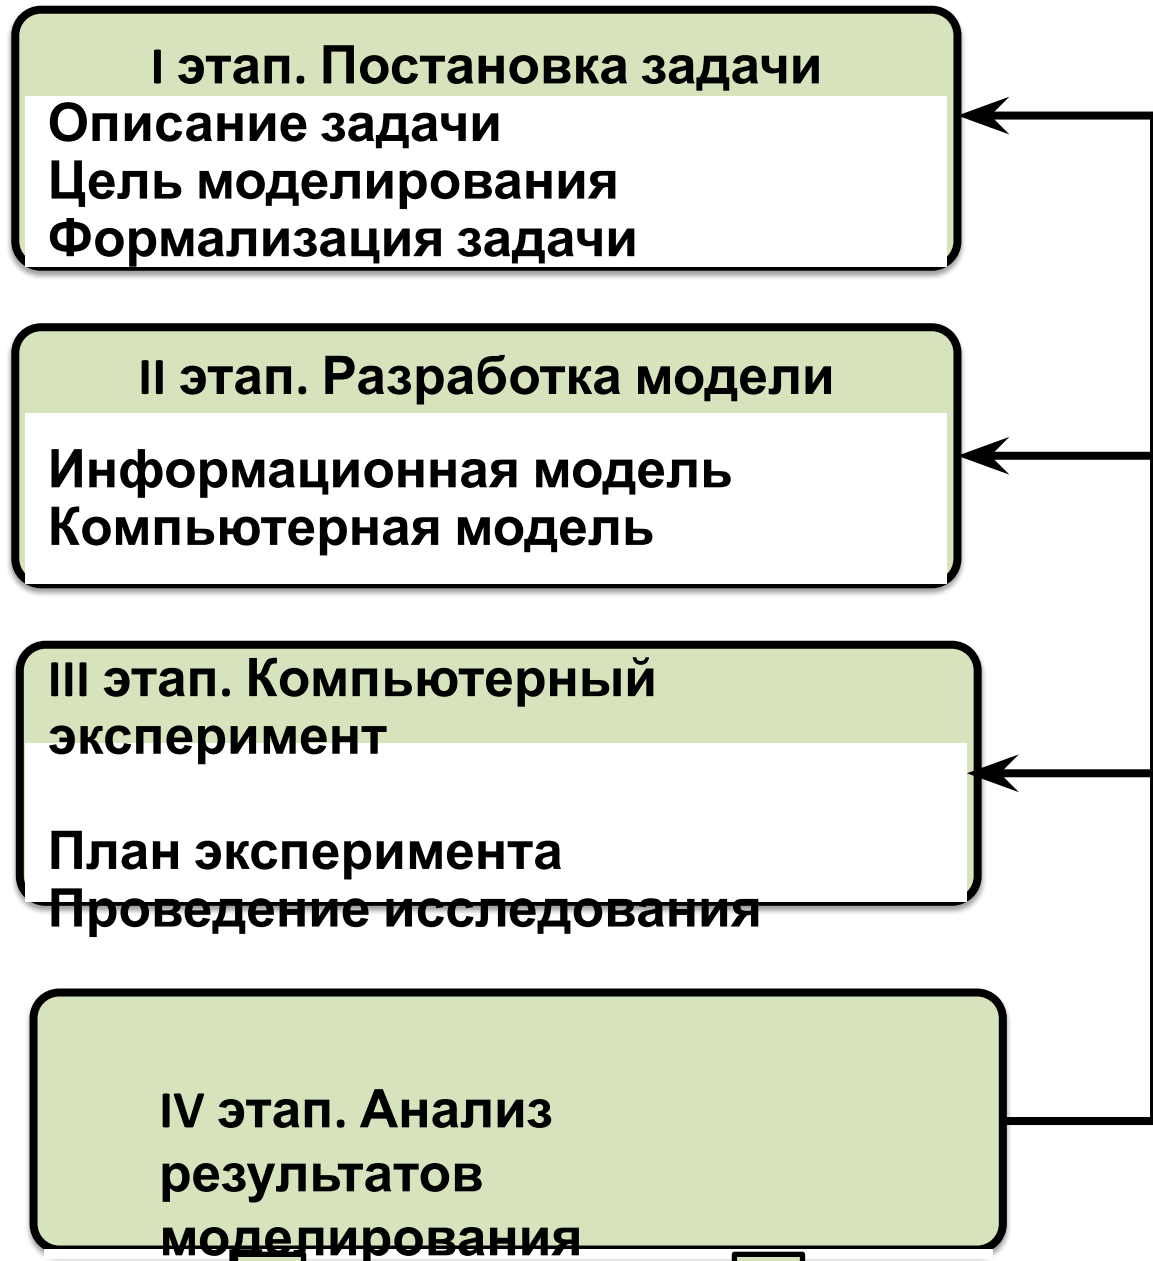 I этап. Постановка задачи
Описание задачи
Цель моделирования
Формализация задачи
II этап. Разработка модели
Информационная модель
Компьютерная модель
III этап. Компьютерный
эксперимент
План эксперимента
Проведение исследования
IV этап. Анализ
результатов
моделирования